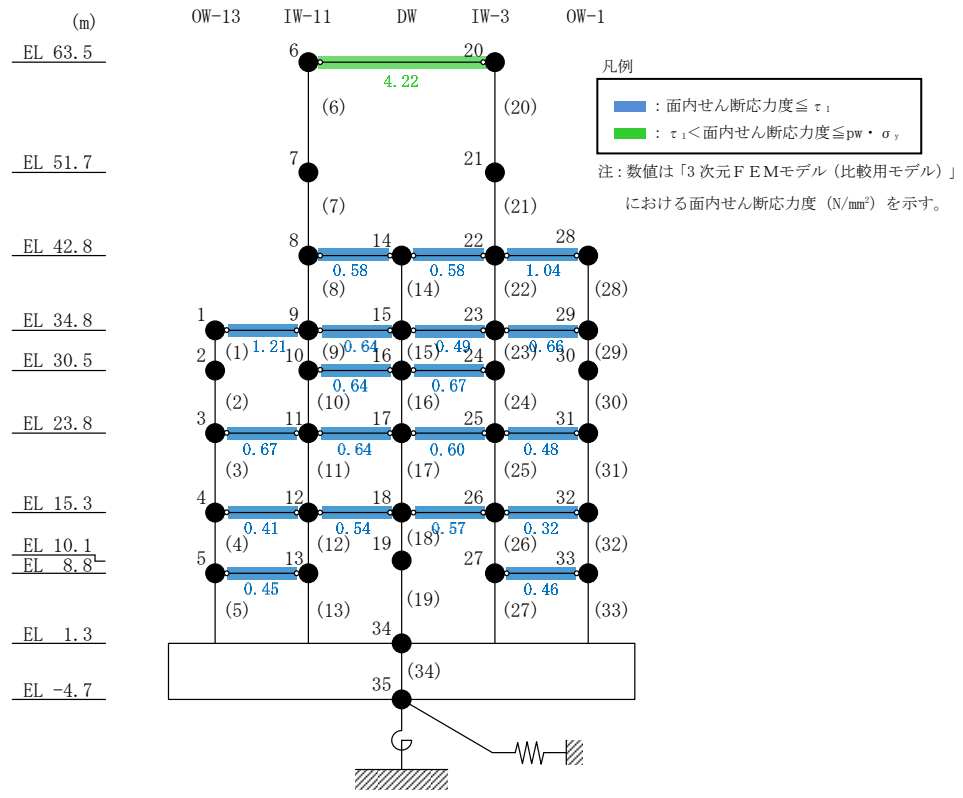 (m) OW-13 IW-11 DW IW-3 OW-1
EL 63.5 6 20
4.22
(6) (20)
凡例
：面内せん断応力度≦τ₁
：τ₁<面内せん断応力度≦pw・σy
注：数値は「3次元ＦＥＭモデル（比較用モデル）」
における面内せん断応力度（N/mm²）を示す。
EL 51.7 7 21
(7) (21)
EL 42.8 8 14 22 28
0.58 0.58 1.04
(8) (14) (22) (28)
EL 34.8 1 9 15 23 29
1.21 0.64 0.49 0.66
(1) (9) (15) (23) (29)
EL 30.5 2 10 16 24 30
0.64 0.67
(2) (10) (16) (24) (30)
EL 23.8 3 11 17 25 31
0.67 0.64 0.60 0.48
(3) (11) (17) (25) (31)
EL 15.3 4 12 18 26 32
0.41 0.54 0.57 0.32
(4) (12) (18) (26) (32)
EL 10.1 19
EL 8.8 5 13 27 33
0.45 0.46
(5) (13) (19) (27) (33)
EL 1.3 34
(34)
EL -4.7 35